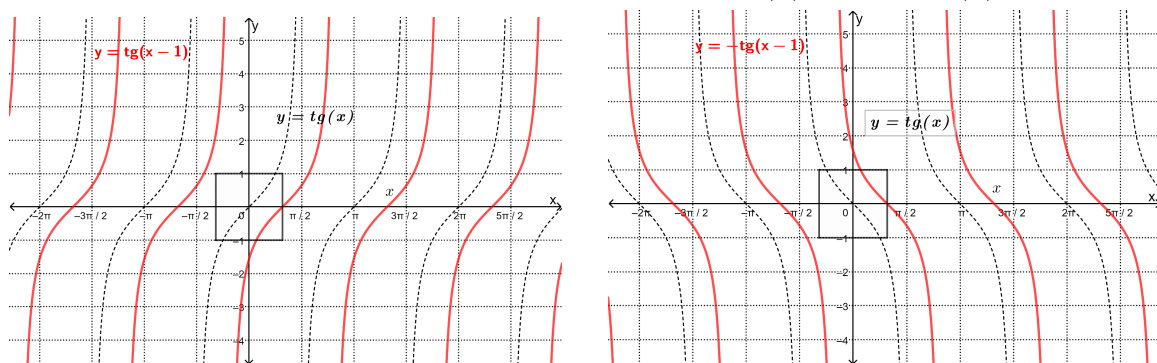 y
5
y = tg(x − 1)
4
3
y = tg(x)
2
1
x
x
−2π
−3π/2
−π
−π/2
0
π/2
π
3π/2
2π
5π/2
−1
−2
−3
−4
y
5
y = −tg(x − 1)
4
3
y = tg(x)
2
1
x
x
−2π
−3π/2
−π
−π/2
0
π/2
π
3π/2
2π
5π/2
−1
−2
−3
−4